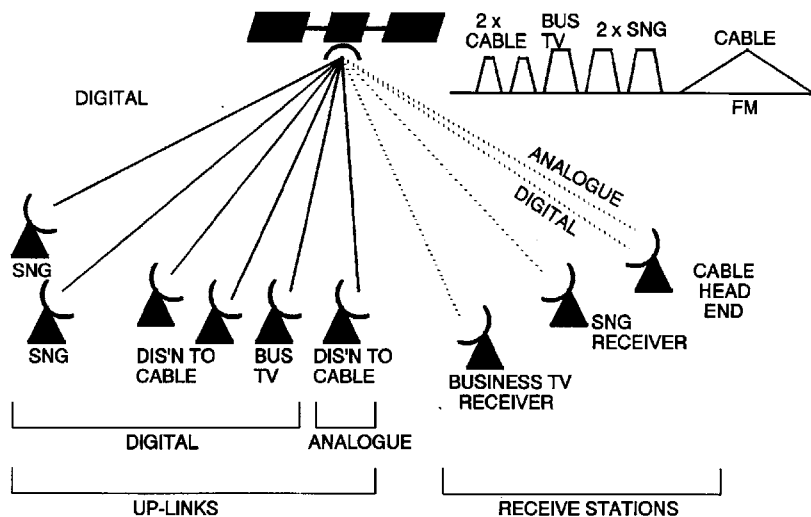 2 x
CABLE
BUS
TV
2 x SNG
CABLE
FM
DIGITAL
ANALOGUE
DIGITAL
SNG
SNG
DIS'N TO
CABLE
BUS
TV
DIS'N TO
CABLE
BUSINESS TV
RECEIVER
SNG
RECEIVER
CABLE
HEAD
END
DIGITAL
ANALOGUE
UP-LINKS
RECEIVE STATIONS